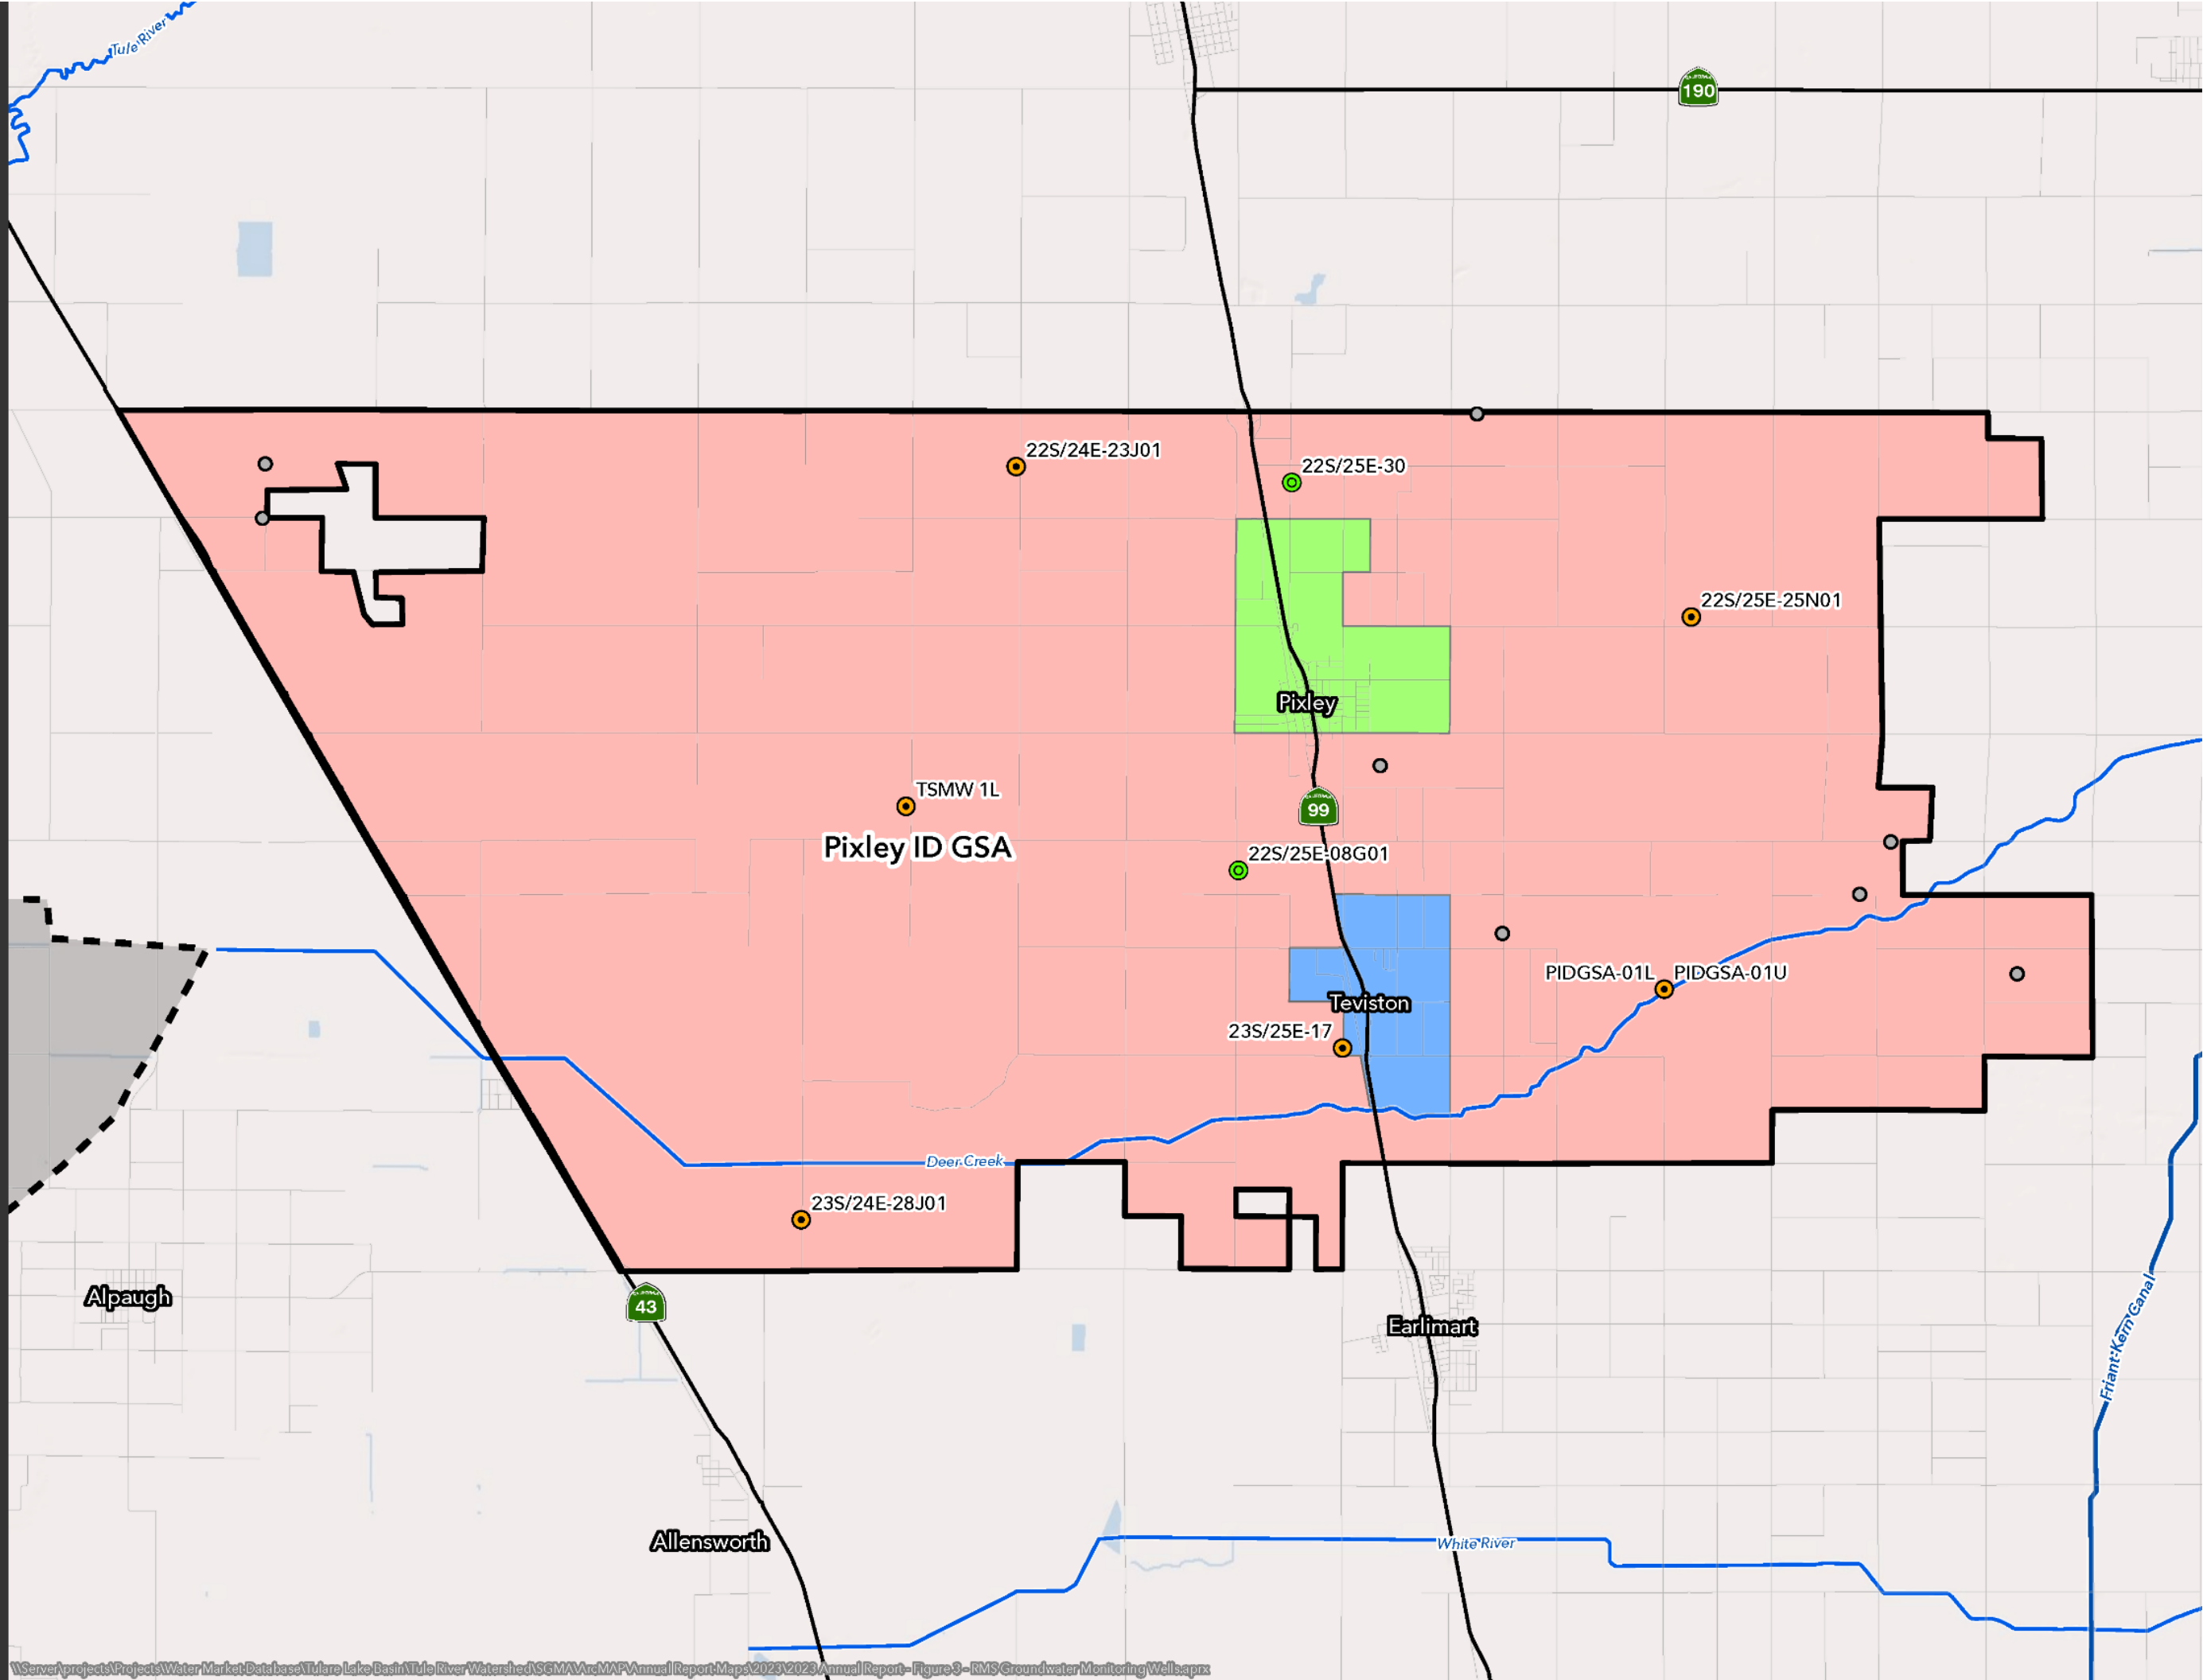 Tule River
190
22S/24E-23J01
22S/25E-30
22S/25E-25N01
Pixley
TSMW 1L
99
Pixley ID GSA
22S/25E-08G01
PIDGSA-01L
PIDGSA-01U
Teviston
23S/25E-17
Deer Creek
23S/24E-28J01
Alpaugh
43
Earlimart
Friant-Kern Canal
Allensworth
White River
\\Server\projects\Projects\Water Market-Database\Tulare Lake Basin\Tule River Watershed\SGMA\ArcMAP\Annual Report-Maps\2023\2023 Annual Report - Figure 3 - RMS Groundwater Monitoring Wells.aprx